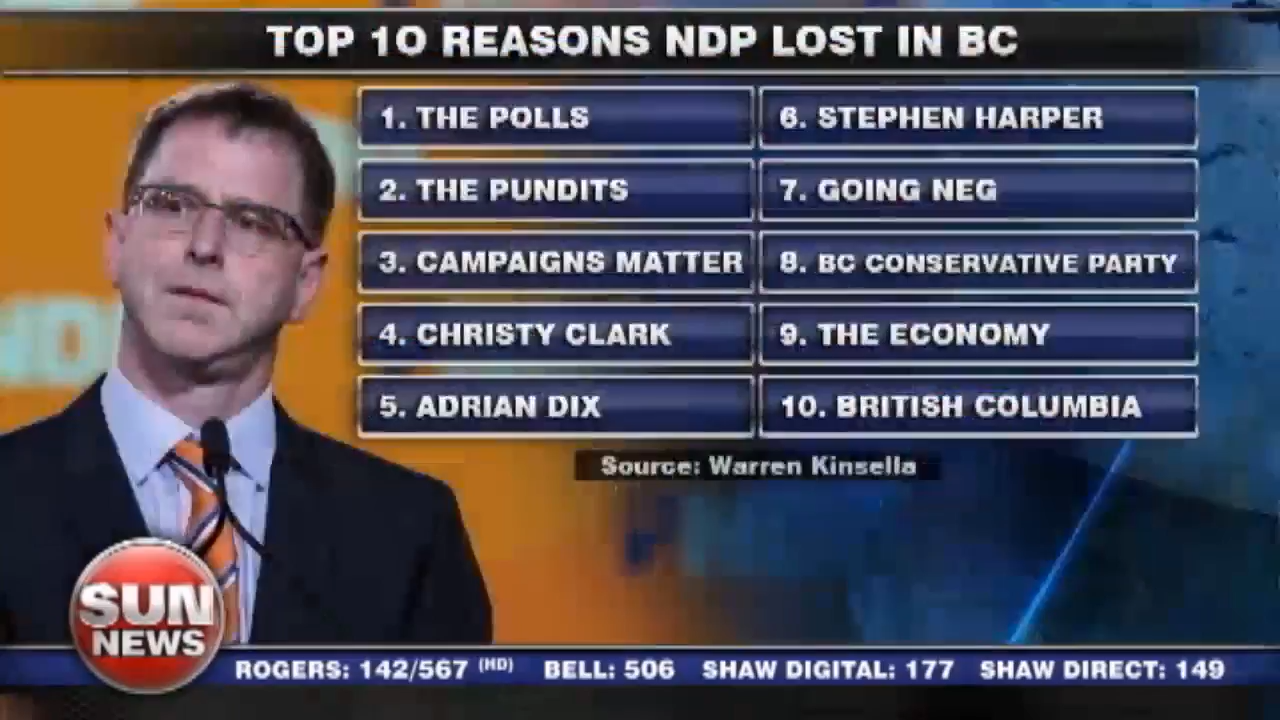 TOP 10 REASONS NDP LOST IN BC
1. THE POLLS
2. THE PUNDITS
3. CAMPAIGNS MATTER
4. CHRISTY CLARK
5. ADRIAN DIX
6. STEPHEN HARPER
7. GOING NEG
8. BC CONSERVATIVE PARTY
9. THE ECONOMY
10. BRITISH COLUMBIA
Source: Warren Kinsella
SUN
NEWS
ROGERS: 142/567 (HD) BELL: 506 SHAW DIGITAL: 177 SHAW DIRECT: 149